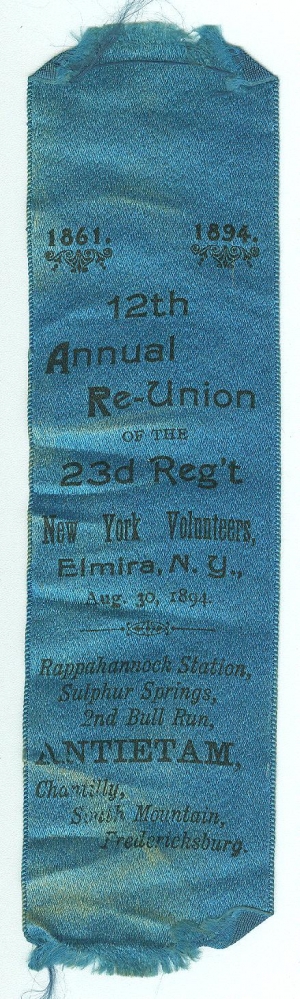 1861. 1894.
12th
Annual
Re-Union
OF THE
23d Reg't
New York Volunteers,
Elmira, N. Y.,
Aug. 30, 1894.
Rappahannock Station,
Sulphur Springs,
2nd Bull Run,
ANTIETAM,
Chantilly,
South Mountain,
Fredericksburg.